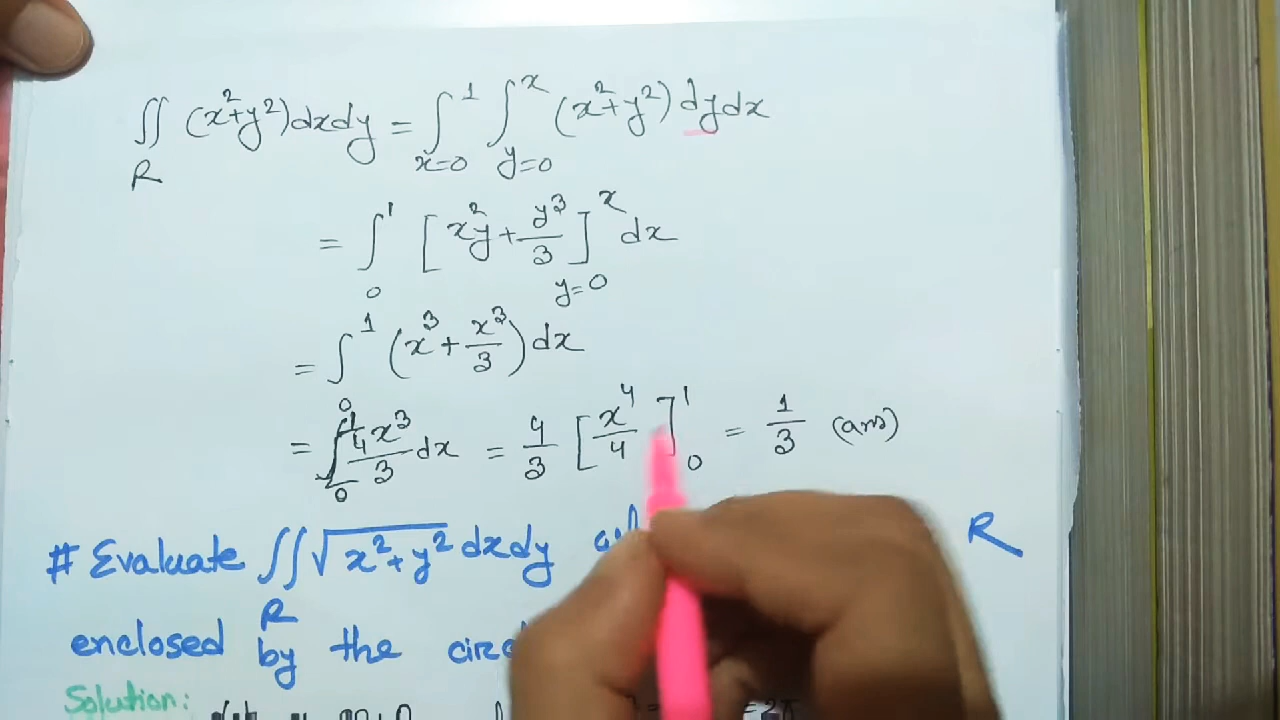 ∬_R (x²+y²)dxdy = ∫_{x=0}^{1} ∫_{y=0}^{x} (x²+y²) dydx
= ∫_0^1 [x²y + y³/3]_{y=0}^{x} dx
= ∫_0^1 (x³ + x³/3) dx
= ∫_0^1 4x³/3 dx = 4/3 [x⁴/4]_0^1 = 1/3 (ans)
# Evaluate ∬_R √(x²+y²) dxdy R
enclosed by the
Solution: